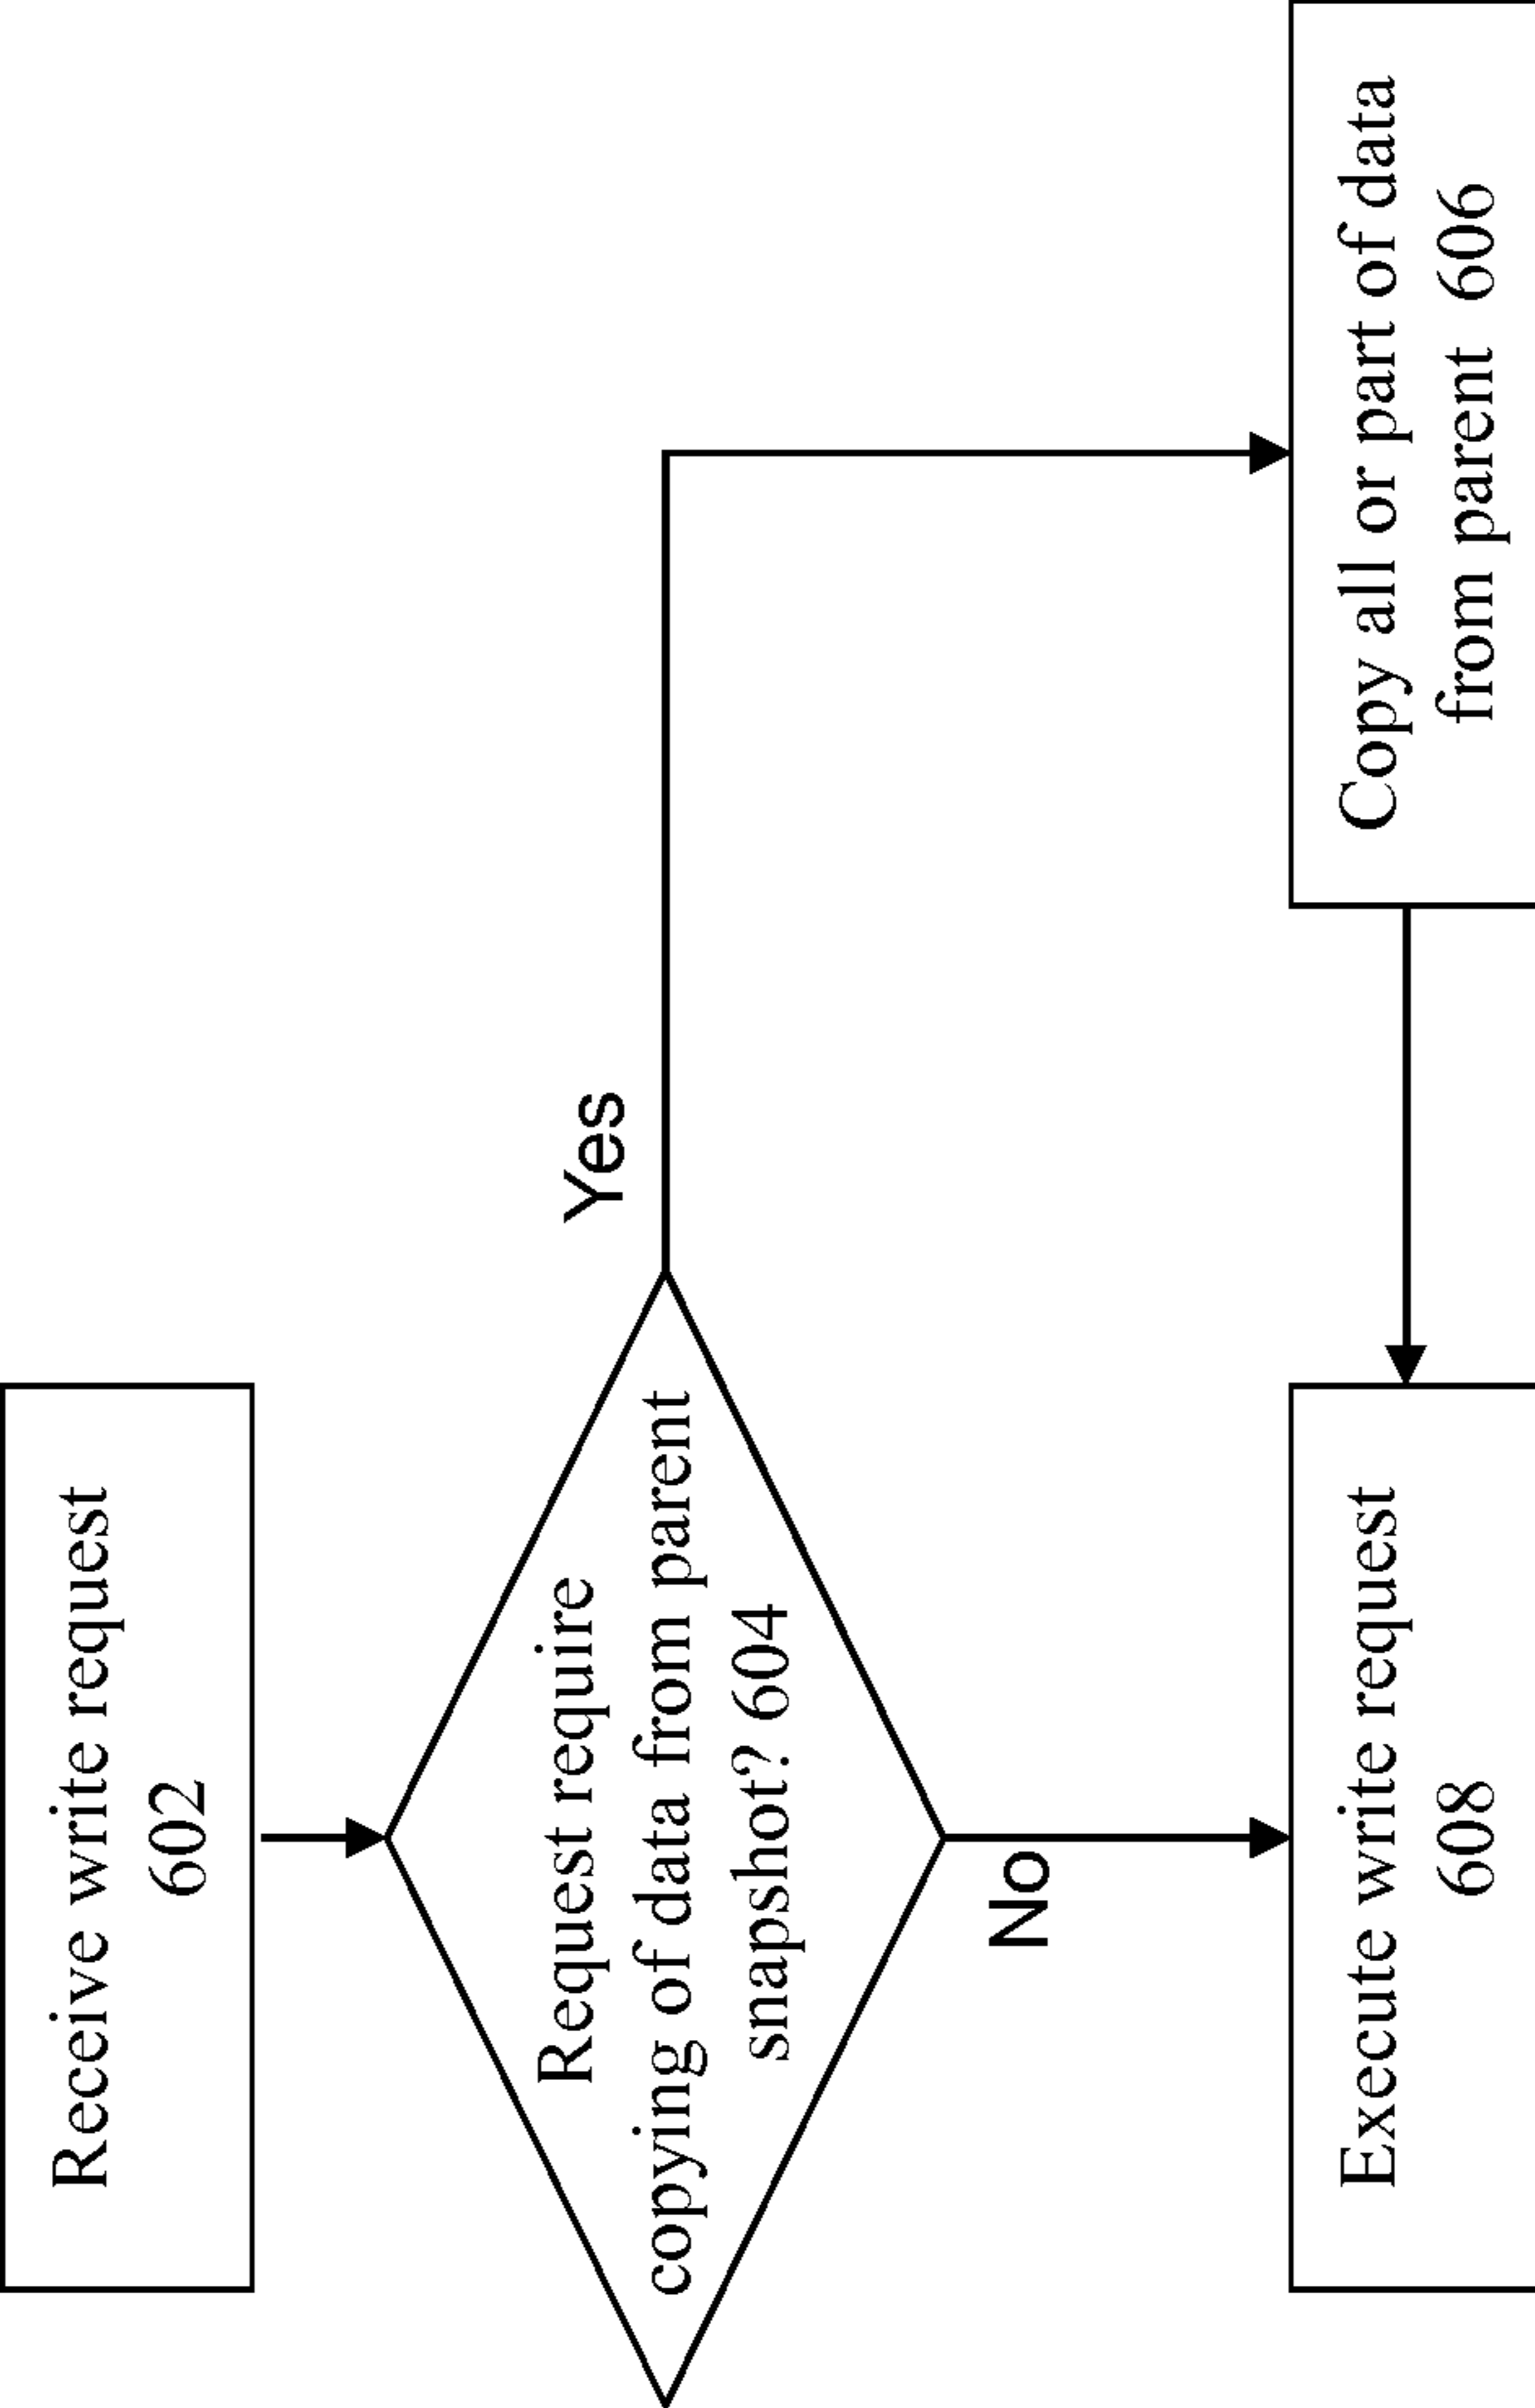 Receive write request
602
Request require
copying of data from parent
snapshot? 604
Yes
No
Copy all or part of data
from parent 606
Execute write request
608